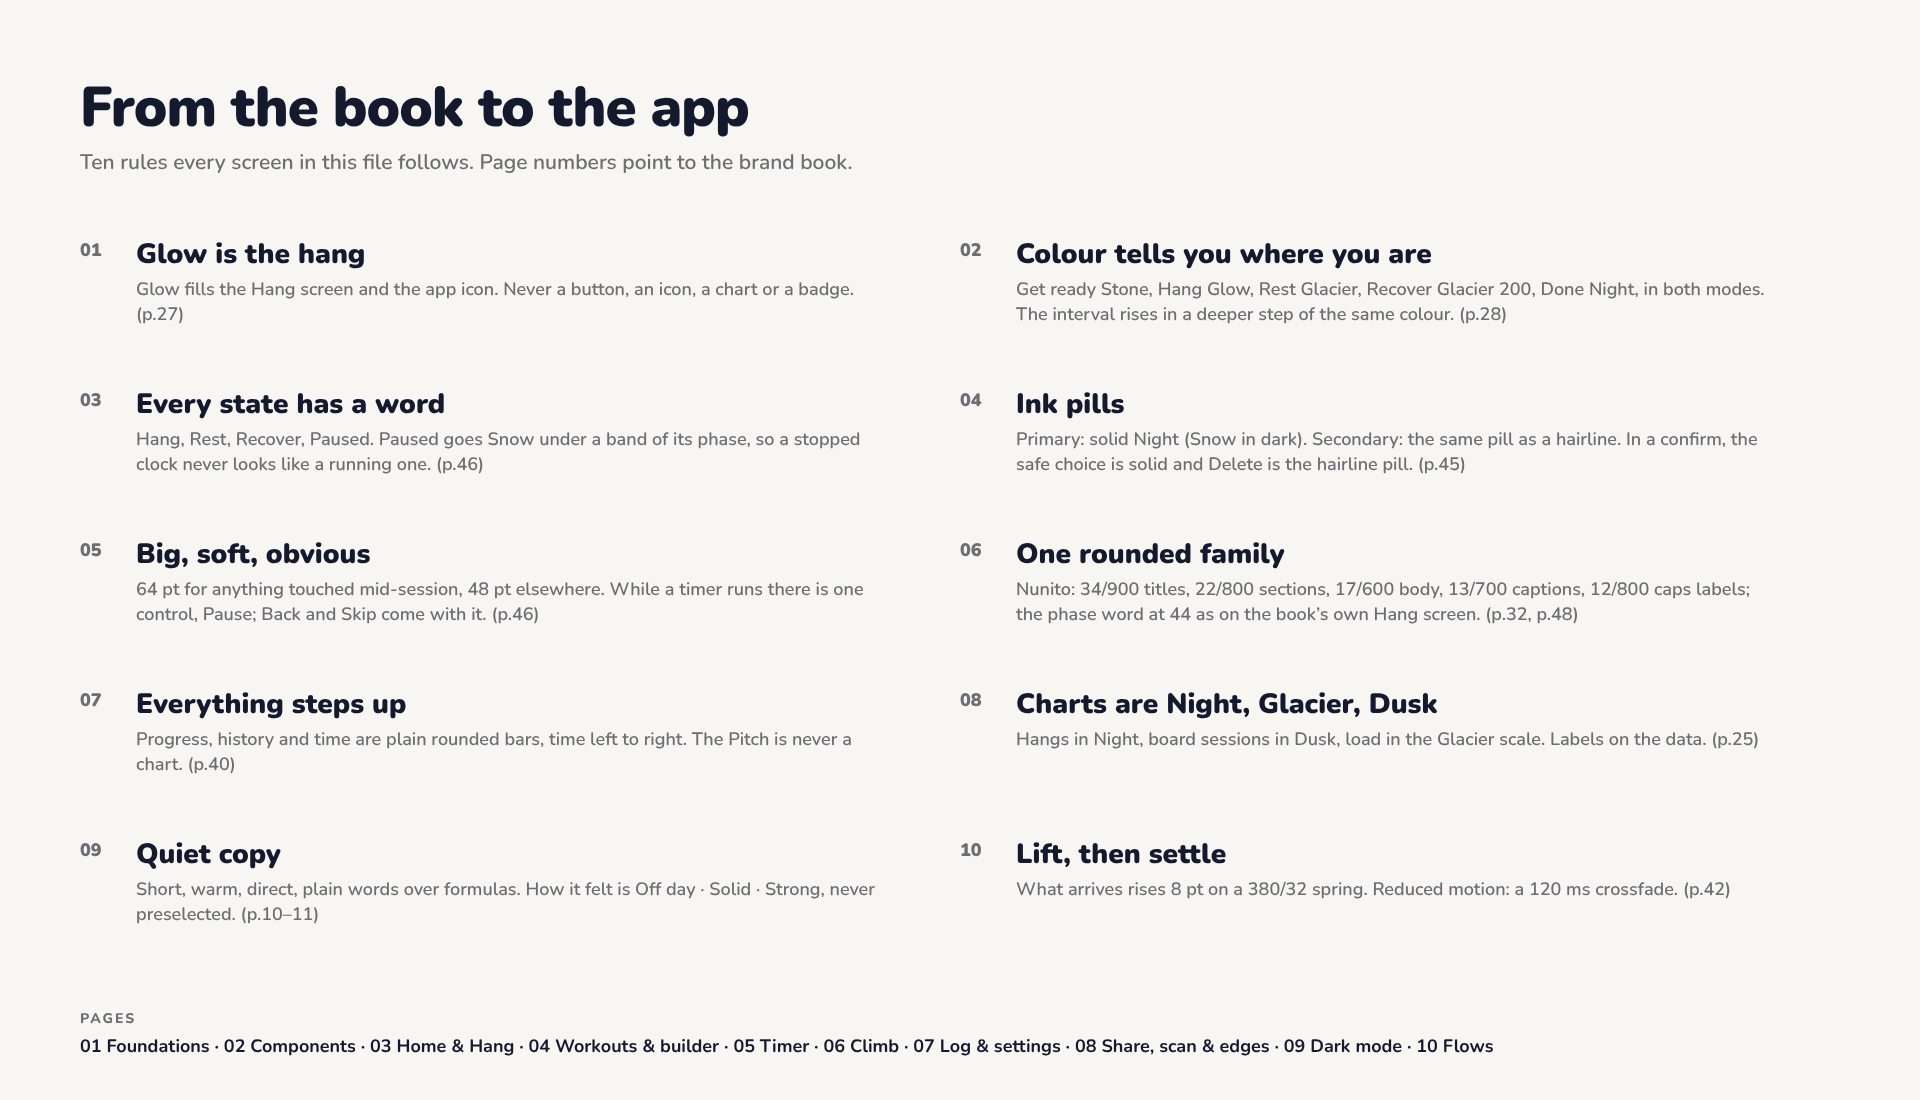 From the book to the app
Ten rules every screen in this file follows. Page numbers point to the brand book.
01
Glow is the hang
Glow fills the Hang screen and the app icon. Never a button, an icon, a chart or a badge.
(p.27)
02
Colour tells you where you are
Get ready Stone, Hang Glow, Rest Glacier, Recover Glacier 200, Done Night, in both modes.
The interval rises in a deeper step of the same colour. (p.28)
03
Every state has a word
Hang, Rest, Recover, Paused. Paused goes Snow under a band of its phase, so a stopped
clock never looks like a running one. (p.46)
04
Ink pills
Primary: solid Night (Snow in dark). Secondary: the same pill as a hairline. In a confirm, the
safe choice is solid and Delete is the hairline pill. (p.45)
05
Big, soft, obvious
64 pt for anything touched mid-session, 48 pt elsewhere. While a timer runs there is one
control, Pause; Back and Skip come with it. (p.46)
06
One rounded family
Nunito: 34/900 titles, 22/800 sections, 17/600 body, 13/700 captions, 12/800 caps labels;
the phase word at 44 as on the book’s own Hang screen. (p.32, p.48)
07
Everything steps up
Progress, history and time are plain rounded bars, time left to right. The Pitch is never a
chart. (p.40)
08
Charts are Night, Glacier, Dusk
Hangs in Night, board sessions in Dusk, load in the Glacier scale. Labels on the data. (p.25)
09
Quiet copy
Short, warm, direct, plain words over formulas. How it felt is Off day · Solid · Strong, never
preselected. (p.10–11)
10
Lift, then settle
What arrives rises 8 pt on a 380/32 spring. Reduced motion: a 120 ms crossfade. (p.42)
PAGES
01 Foundations · 02 Components · 03 Home & Hang · 04 Workouts & builder · 05 Timer · 06 Climb · 07 Log & settings · 08 Share, scan & edges · 09 Dark mode · 10 Flows